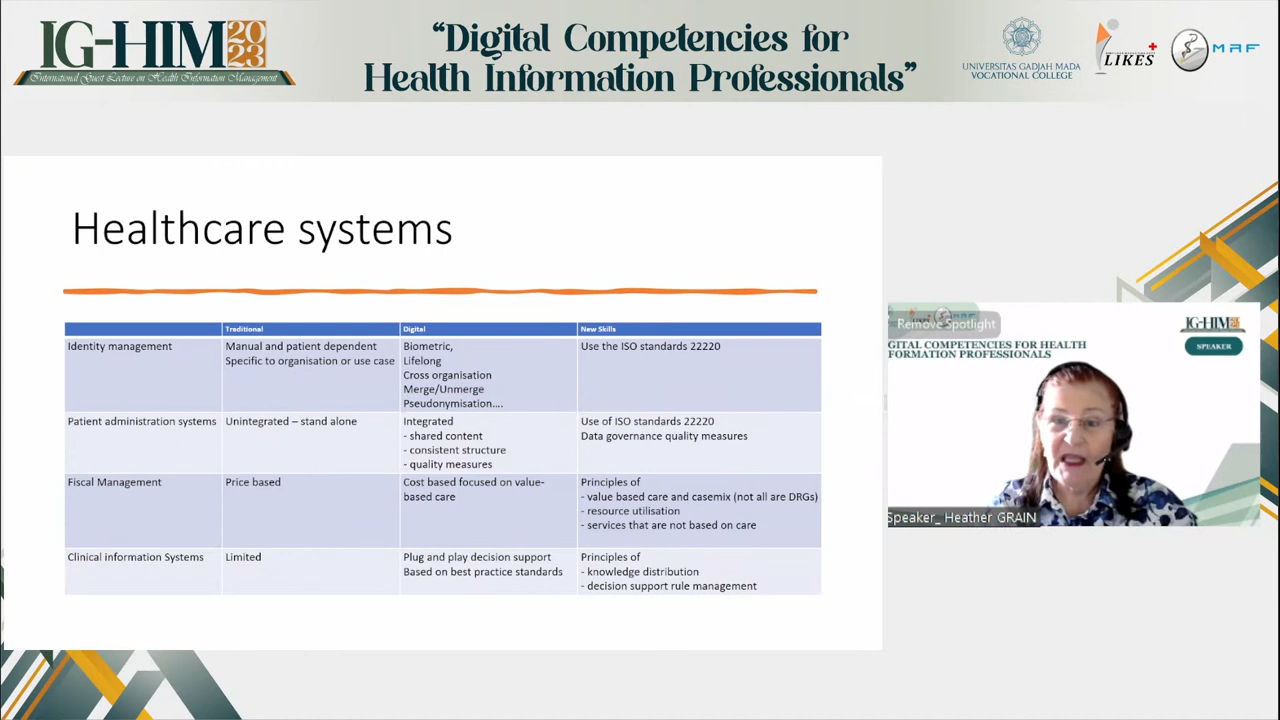 IG-HIM 2023
International Guest Lecture on Health Information Management
“Digital Competencies for
Health Information Professionals”
UNIVERSITAS GADJAH MADA
VOCATIONAL COLLEGE
LIKES
MRF
Healthcare systems
Traditional Digital New Skills
Identity management Manual and patient dependent Biometric, Use the ISO standards 22220
Specific to organisation or use case Lifelong
Cross organisation
Merge/Unmerge
Pseudonymisation....
Patient administration systems Unintegrated – stand alone Integrated Use of ISO standards 22220
- shared content Data governance quality measures
- consistent structure
- quality measures
Fiscal Management Price based Cost based focused on value- Principles of
based care - value based care and casemix (not all are DRGs)
- resource utilisation
- services that are not based on care
Clinical information Systems Limited Plug and play decision support Principles of
Based on best practice standards - knowledge distribution
- decision support rule management
Remove Spotlight
IG-HIM
SPEAKER
GITAL COMPETENCIES FOR HEALTH
FORMATION PROFESSIONALS
Speaker_ Heather GRAIN